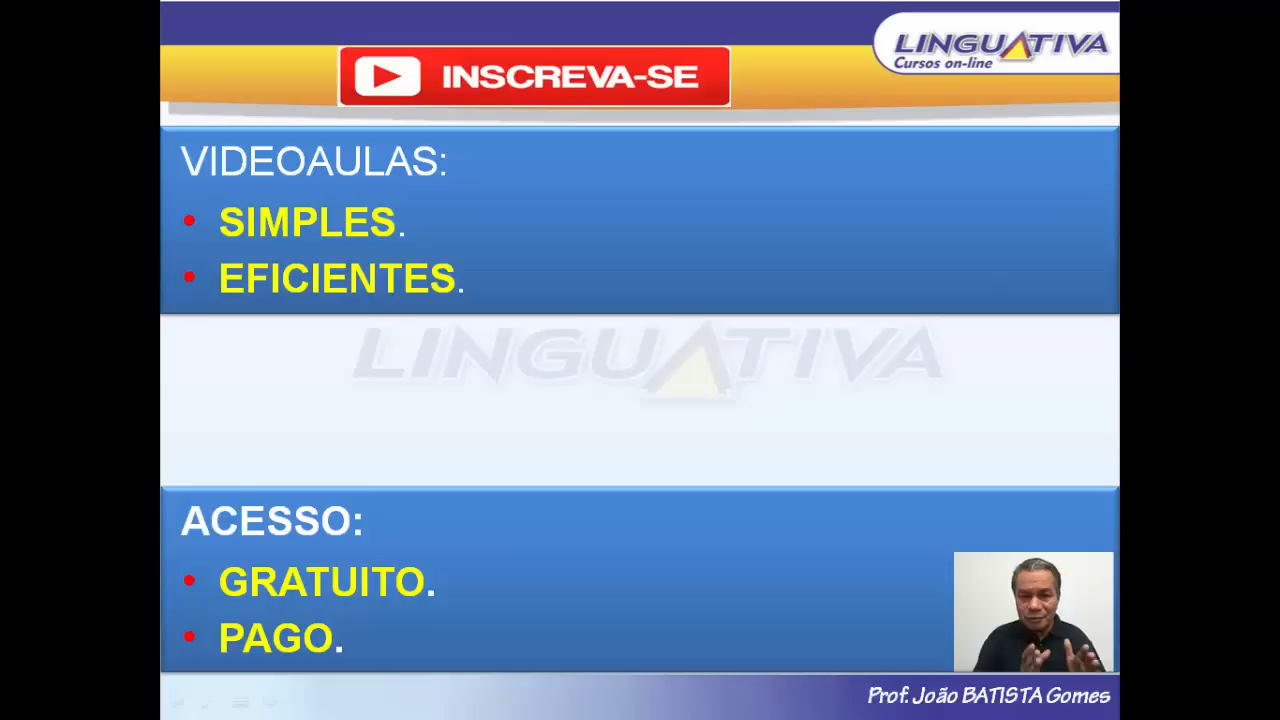 LINGUATIVA
Cursos on-line
INSCREVA-SE
VIDEOAULAS:
• SIMPLES.
• EFICIENTES.
LINGUATIVA
ACESSO:
• GRATUITO.
• PAGO.
Prof. João BATISTA Gomes